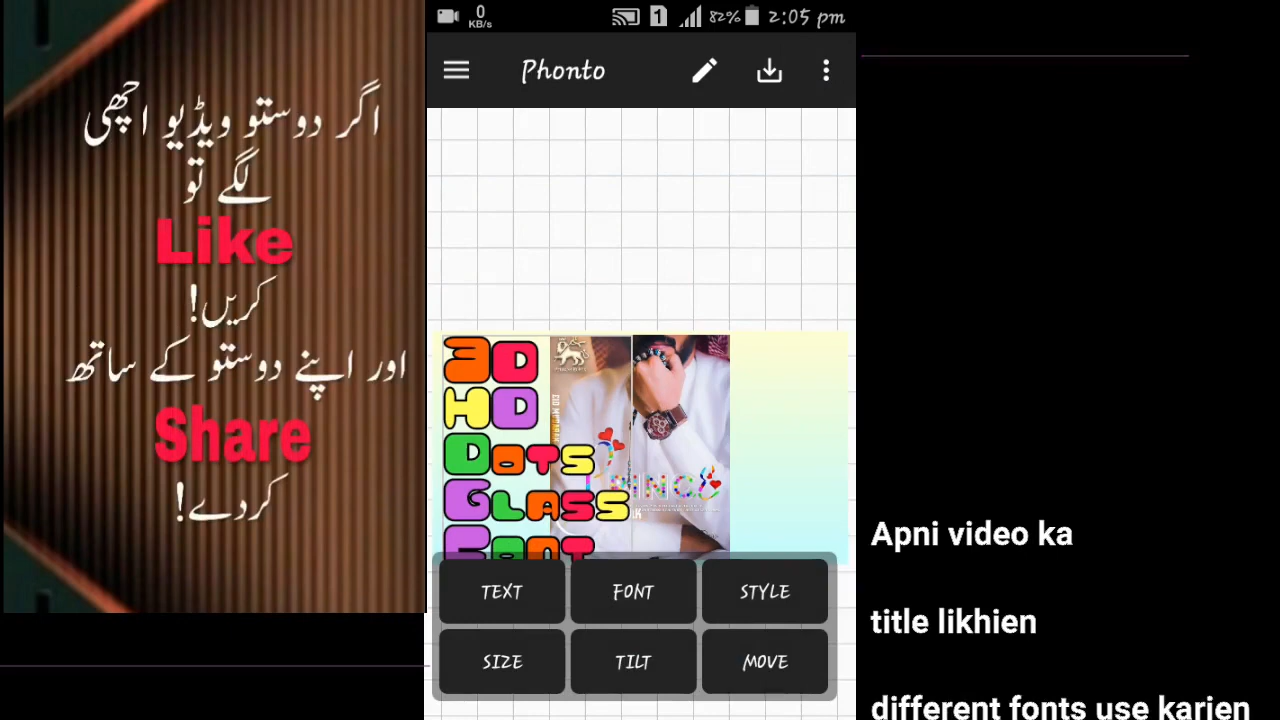 اگر دوستو ویڈیو اچھی
لگے تو
Like
کریں!
اور اپنے دوستو کے ساتھ
Share
کردے!
0
KB/s
1
82%
2:05 pm
Phonto
3D
HD
DOTS
GLASS
FONT
TEXT
FONT
STYLE
SIZE
TILT
MOVE
Apni video ka
title likhien
different fonts use karien